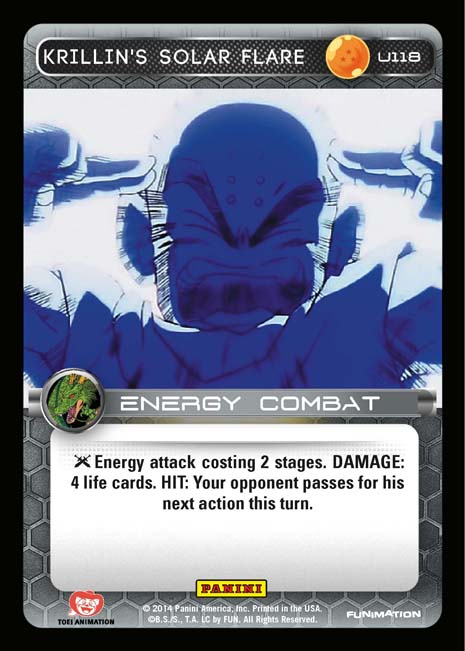 KRILLIN'S SOLAR FLARE U118
ENERGY COMBAT
Energy attack costing 2 stages. DAMAGE:
4 life cards. HIT: Your opponent passes for his
next action this turn.
PANINI
© 2014 Panini America, Inc. Printed in the USA.
©B.S./S., T.A. LC by FUN. All Rights Reserved.
TOEI ANIMATION
FUNIMATION